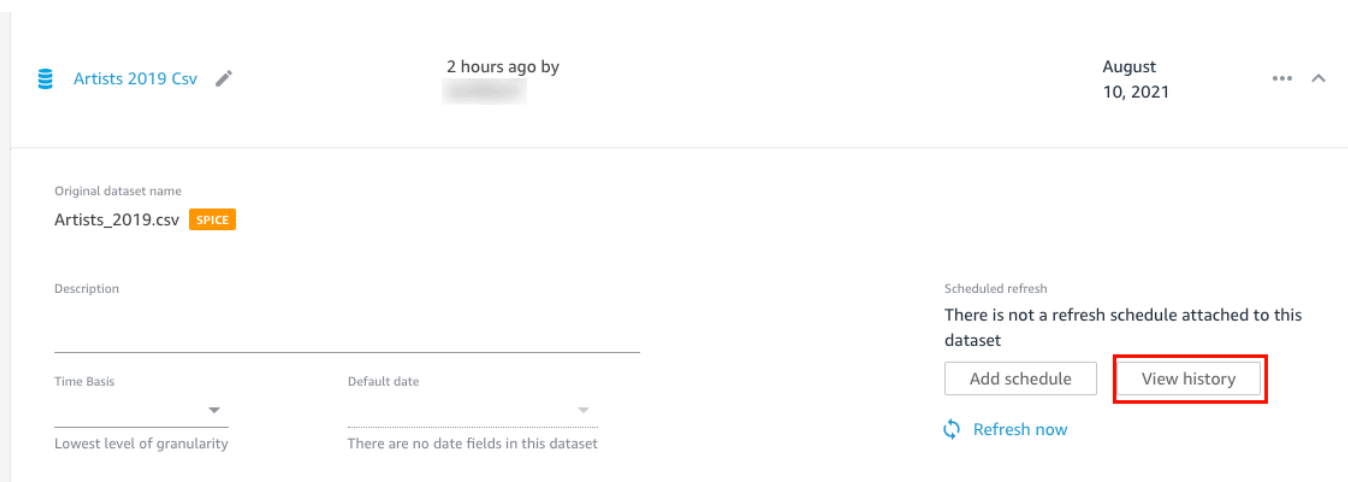 Artists 2019 Csv
2 hours ago by
August
10, 2021
Original dataset name
Artists_2019.csv SPICE
Description
Scheduled refresh
There is not a refresh schedule attached to this
dataset
Add schedule
View history
Time Basis
Default date
Lowest level of granularity
There are no date fields in this dataset
Refresh now